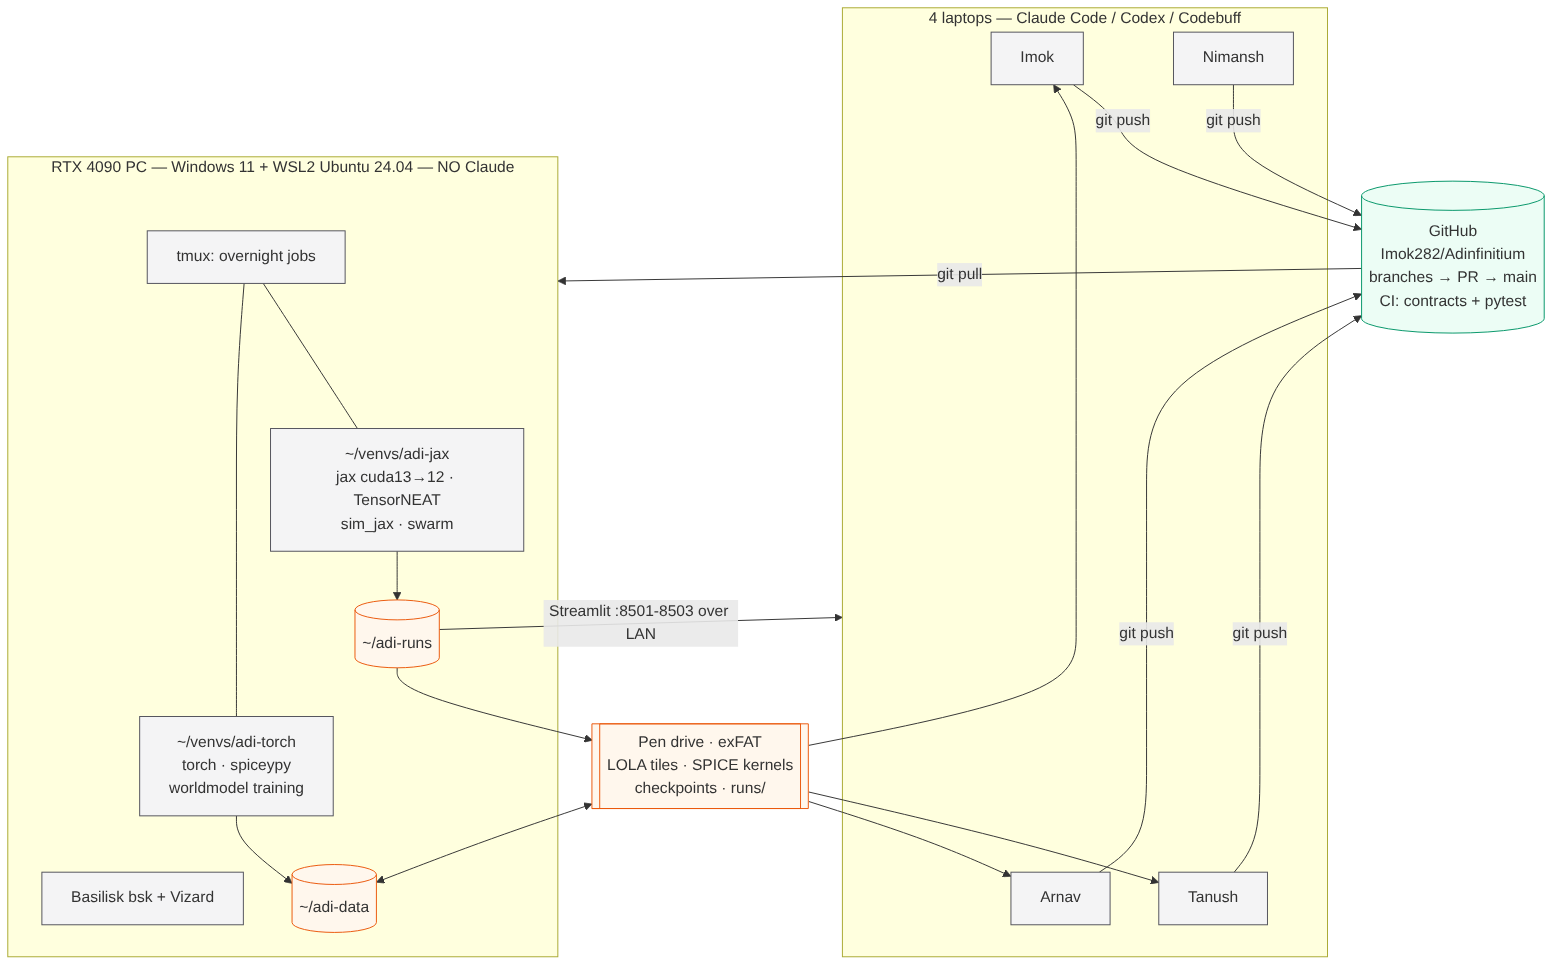 4 laptops — Claude Code / Codex / Codebuff
Imok
Nimansh
git push
git push
RTX 4090 PC — Windows 11 + WSL2 Ubuntu 24.04 — NO Claude
tmux: overnight jobs
GitHub
Imok282/Adinfinitium
branches → PR → main
CI: contracts + pytest
git pull
~/venvs/adi-jax
jax cuda13→12 ·
TensorNEAT
sim_jax · swarm
~/adi-runs
Streamlit :8501-8503 over
LAN
git push
git push
~/venvs/adi-torch
torch · spiceypy
worldmodel training
Pen drive · exFAT
LOLA tiles · SPICE kernels
checkpoints · runs/
Basilisk bsk + Vizard
~/adi-data
Arnav
Tanush